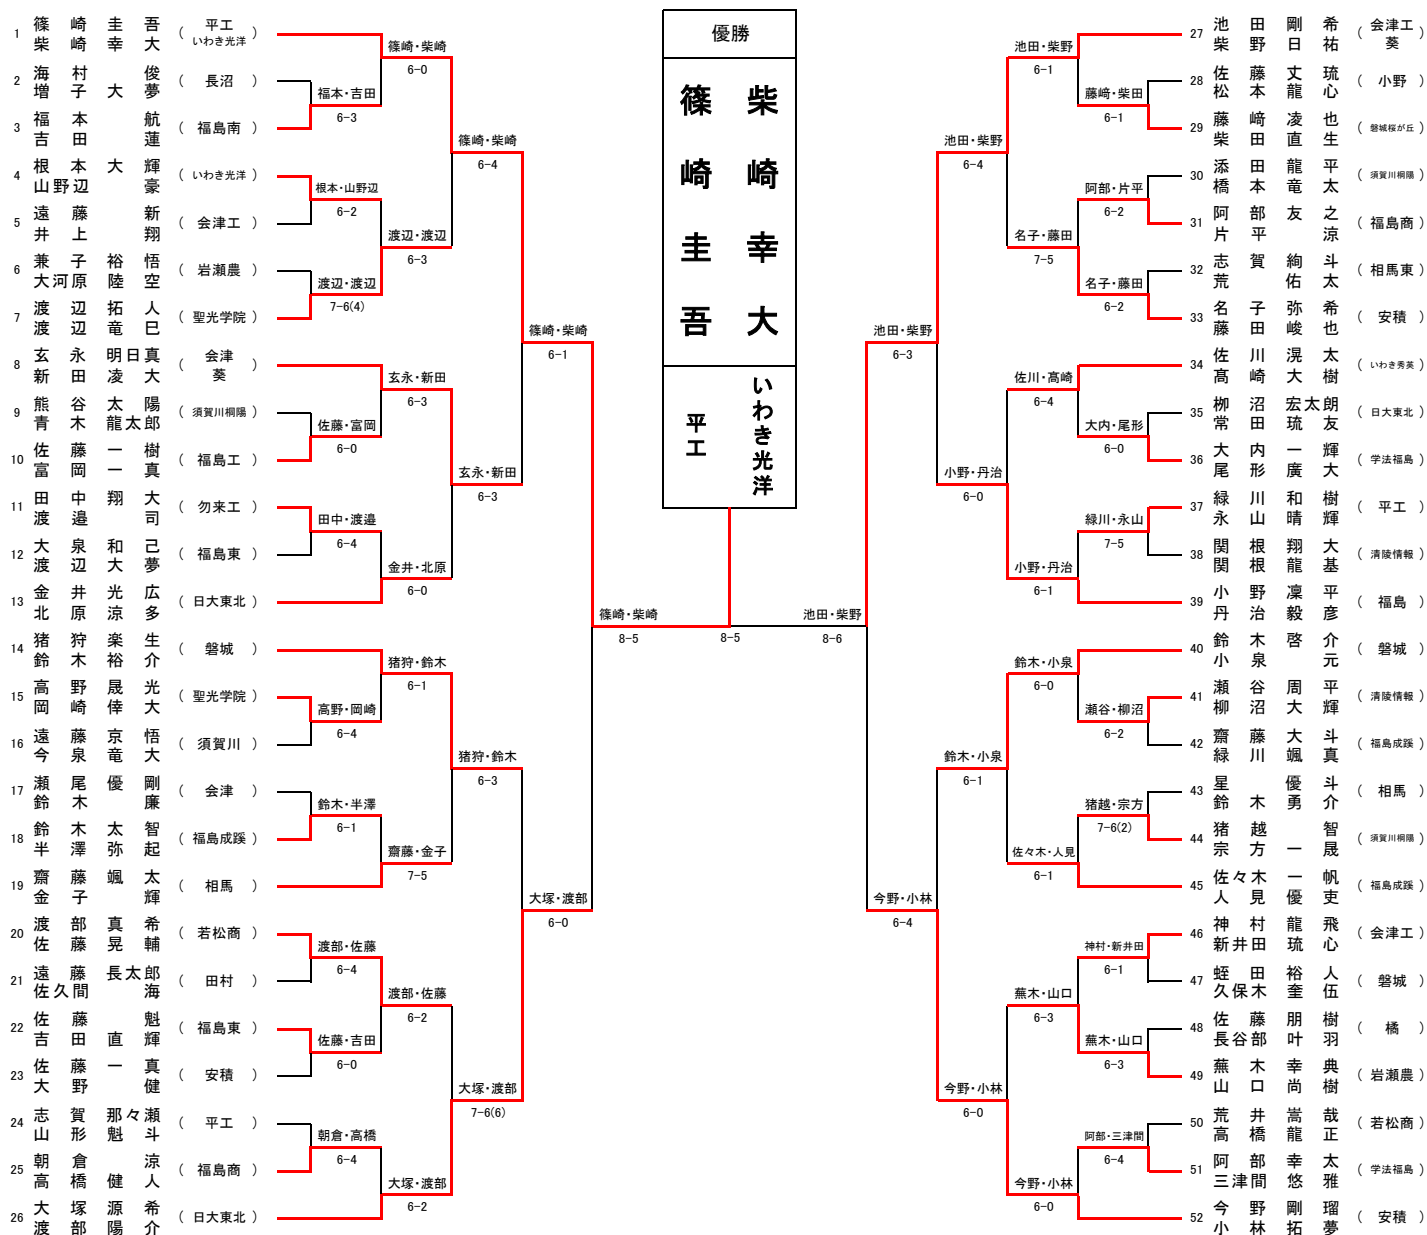 優勝
篠崎圭吾
柴崎幸大
平工
いわき光洋
1 篠崎圭吾 柴崎幸大 ( 平工 いわき光洋 )
2 海村俊 増子大夢 ( 長沼 )
3 福本航 吉田蓮 ( 福島南 )
4 根本大輝 山野辺豪 ( いわき光洋 )
5 遠藤新 井上翔 ( 会津工 )
6 兼子裕悟 大河原陸空 ( 岩瀬農 )
7 渡辺拓人 渡辺竜巳 ( 聖光学院 )
8 玄永明日真 新田凌大 ( 会津 葵 )
9 熊谷太陽 青木龍太郎 ( 須賀川桐陽 )
10 佐藤一樹 富岡一真 ( 福島工 )
11 田中翔大 渡邉司 ( 勿来工 )
12 大泉和己 渡辺大夢 ( 福島東 )
13 金井光広 北原涼多 ( 日大東北 )
14 猪狩楽生 鈴木裕介 ( 磐城 )
15 高野晟光 岡崎倖大 ( 聖光学院 )
16 遠藤京悟 今泉竜大 ( 須賀川 )
17 瀬尾優剛 鈴木廉 ( 会津 )
18 鈴木太智 半澤弥起 ( 福島成蹊 )
19 齋藤颯太 金子輝 ( 相馬 )
20 渡部真希 佐藤晃輔 ( 若松商 )
21 遠藤長太郎 佐久間海 ( 田村 )
22 佐藤魁 吉田直輝 ( 福島東 )
23 佐藤一真 大野健 ( 安積 )
24 志賀那々瀬 山形魁斗 ( 平工 )
25 朝倉涼 高橋健人 ( 福島商 )
26 大塚源希 渡部陽介 ( 日大東北 )
福本・吉田 6-3
根本・山野辺 6-2
渡辺・渡辺 7-6(4)
佐藤・富岡 6-0
田中・渡邉 6-4
高野・岡崎 6-4
鈴木・半澤 6-1
渡部・佐藤 6-4
佐藤・吉田 6-0
朝倉・高橋 6-4
篠崎・柴崎 6-0
渡辺・渡辺 6-3
玄永・新田 6-3
金井・北原 6-0
猪狩・鈴木 6-1
齋藤・金子 7-5
渡部・佐藤 6-2
大塚・渡部 6-2
篠崎・柴崎 6-4
玄永・新田 6-3
猪狩・鈴木 6-3
大塚・渡部 7-6(6)
篠崎・柴崎 6-1
大塚・渡部 6-0
篠崎・柴崎 8-5
8-5
池田・柴野 8-6
池田・柴野 6-3
今野・小林 6-4
池田・柴野 6-4
小野・丹治 6-0
鈴木・小泉 6-1
今野・小林 6-0
池田・柴野 6-1
名子・藤田 7-5
佐川・髙崎 6-4
小野・丹治 6-1
鈴木・小泉 6-0
佐々木・人見 6-1
蕪木・山口 6-3
今野・小林 6-0
藤﨑・柴田 6-1
阿部・片平 6-2
名子・藤田 6-2
大内・尾形 6-0
緑川・永山 7-5
瀬谷・柳沼 6-2
猪越・宗方 7-6(2)
神村・新井田 6-1
蕪木・山口 6-3
阿部・三津間 6-4
27 池田剛希 柴野日祐 ( 会津工 葵 )
28 佐藤丈琉 松本龍心 ( 小野 )
29 藤﨑凌也 柴田直生 ( 磐城桜が丘 )
30 添田龍平 橋本竜太 ( 須賀川桐陽 )
31 阿部友之 片平涼 ( 福島商 )
32 志賀絢斗 荒佑太 ( 相馬東 )
33 名子弥希 藤田峻也 ( 安積 )
34 佐川滉太 髙崎大樹 ( いわき秀英 )
35 栁沼宏太朗 常田琉友 ( 日大東北 )
36 大内一輝 尾形廣大 ( 学法福島 )
37 緑川和樹 永山晴輝 ( 平工 )
38 関根翔大 関根龍基 ( 清陵情報 )
39 小野凜平 丹治毅彦 ( 福島 )
40 鈴木啓介 小泉元 ( 磐城 )
41 瀬谷周平 柳沼大輝 ( 清陵情報 )
42 齋藤大斗 緑川颯真 ( 福島成蹊 )
43 星優斗 鈴木勇介 ( 相馬 )
44 猪越智 宗方一晟 ( 須賀川桐陽 )
45 佐々木一帆 人見優吏 ( 福島成蹊 )
46 神村龍飛 新井田琉心 ( 会津工 )
47 蛭田裕人 久保木奎伍 ( 磐城 )
48 佐藤朋樹 長谷部叶羽 ( 橘 )
49 蕪木幸典 山口尚樹 ( 岩瀬農 )
50 荒井嵩哉 高橋龍正 ( 若松商 )
51 阿部幸太 三津間悠雅 ( 学法福島 )
52 今野剛瑠 小林拓夢 ( 安積 )